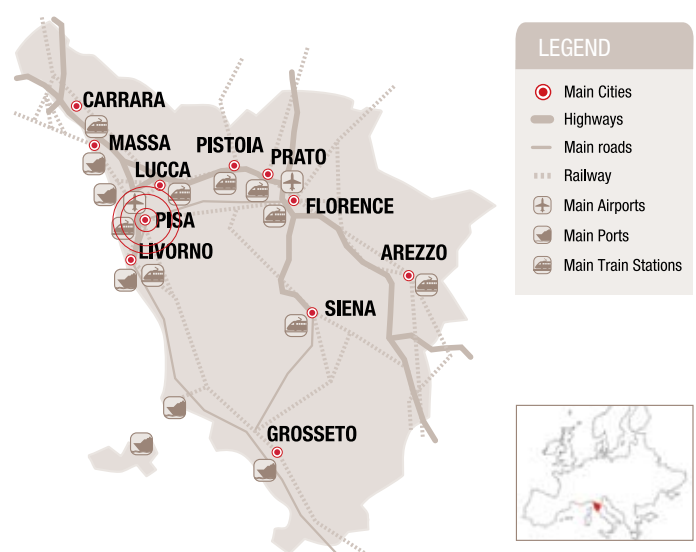 CARRARA
MASSA
PISTOIA
PRATO
LUCCA
FLORENCE
PISA
LIVORNO
AREZZO
SIENA
GROSSETO
LEGEND
Main Cities
Highways
Main roads
Railway
Main Airports
Main Ports
Main Train Stations